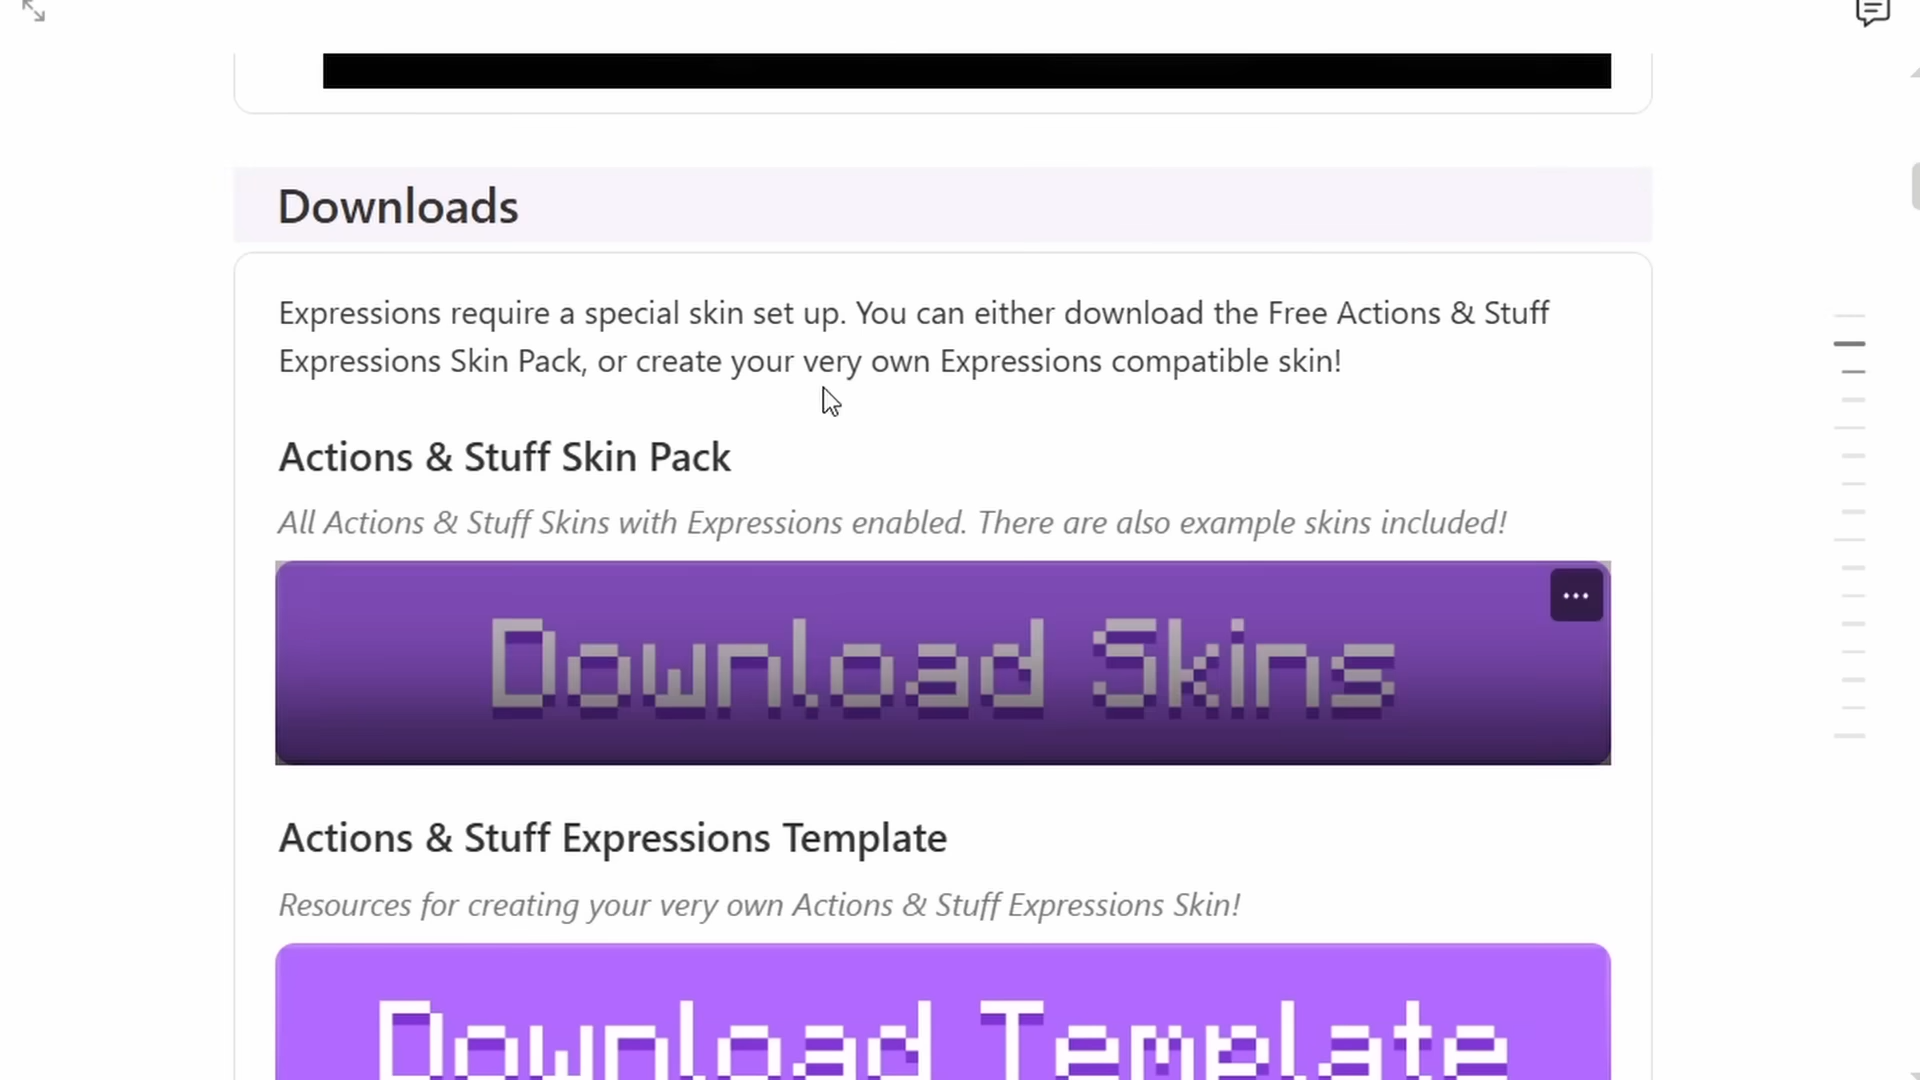 Downloads
Expressions require a special skin set up. You can either download the Free Actions & Stuff
Expressions Skin Pack, or create your very own Expressions compatible skin!
Actions & Stuff Skin Pack
All Actions & Stuff Skins with Expressions enabled. There are also example skins included!
Download Skins
Actions & Stuff Expressions Template
Resources for creating your very own Actions & Stuff Expressions Skin!
Download Template